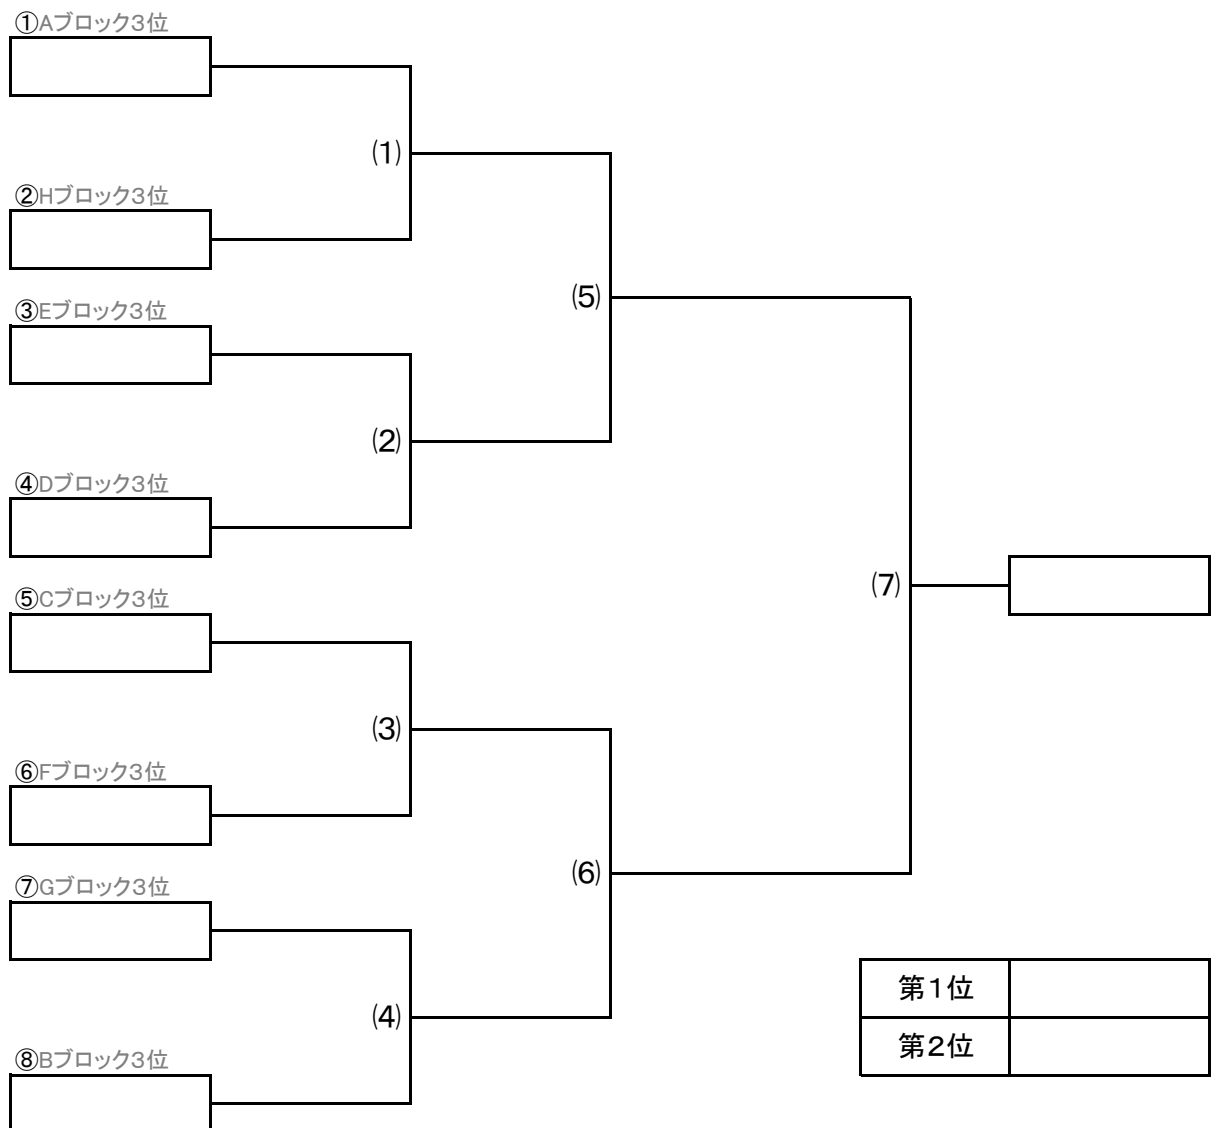 ①Aブロック3位
⑴
②Hブロック3位
⑸
③Eブロック3位
⑵
④Dブロック3位
⑺
⑤Cブロック3位
⑶
⑥Fブロック3位
⑹
⑦Gブロック3位
第1位
⑷
第2位
⑧Bブロック3位